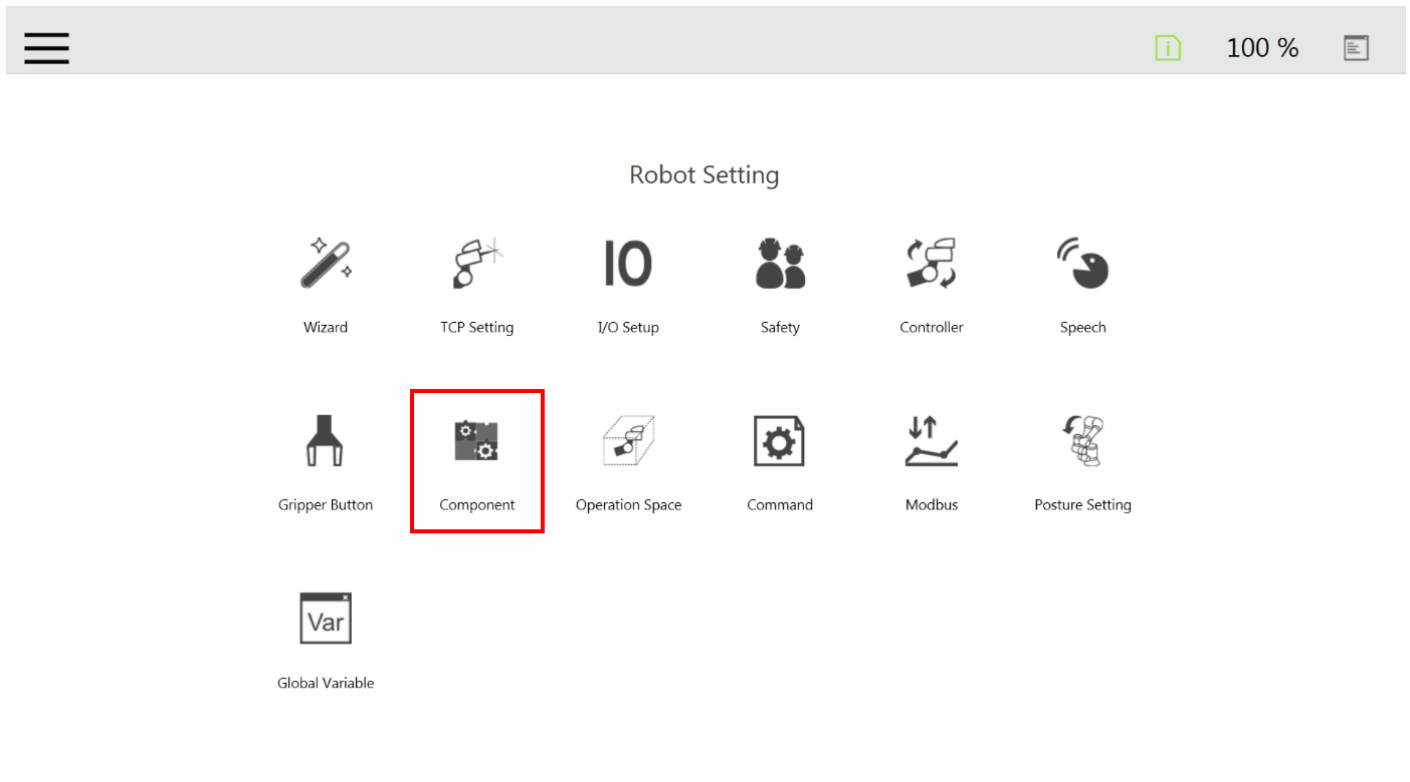 100 %
Robot Setting
IO
Wizard
TCP Setting
I/O Setup
Safety
Controller
Speech
Gripper Button
Component
Operation Space
Command
Modbus
Posture Setting
Var
Global Variable